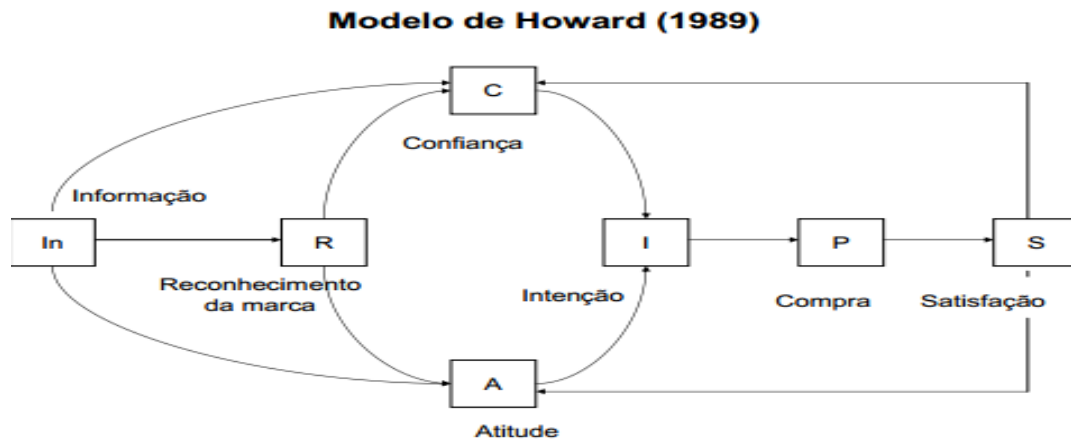 Modelo de Howard (1989)
C
Confiança
Informação
In
R
I
P
S
Reconhecimento
da marca
Intenção
Compra
Satisfação
A
Atitude